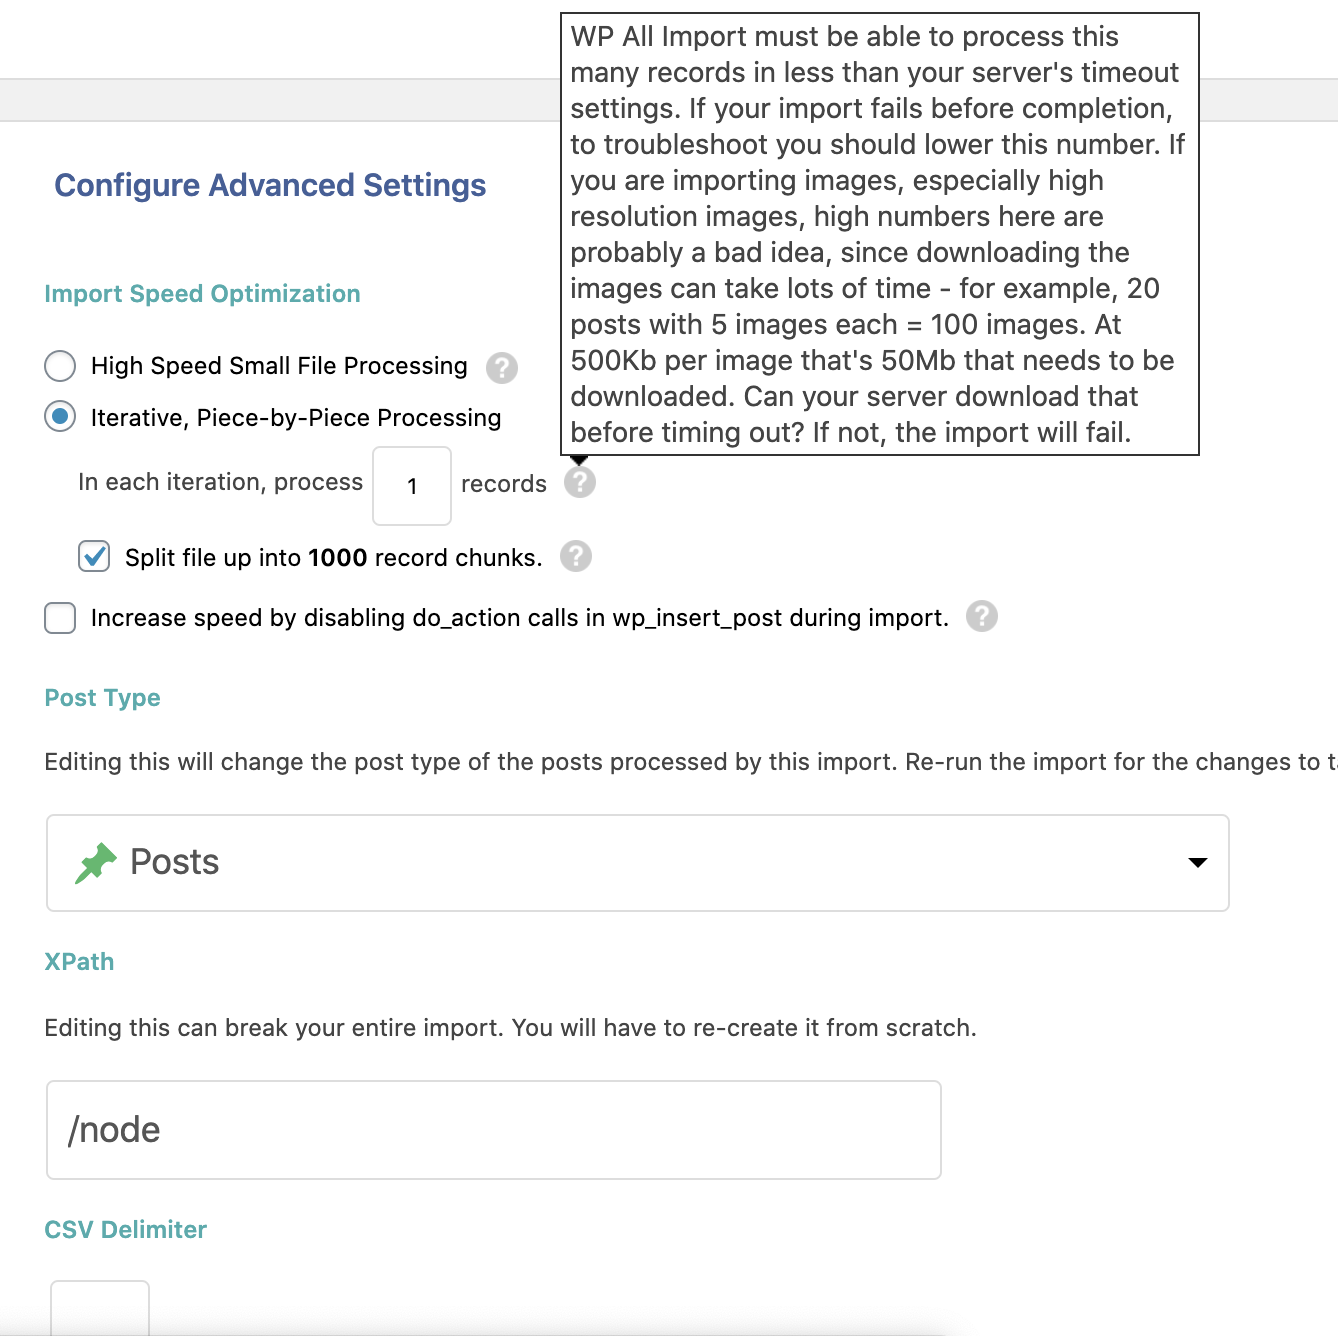 WP All Import must be able to process this
many records in less than your server's timeout
settings. If your import fails before completion,
to troubleshoot you should lower this number. If
you are importing images, especially high
resolution images, high numbers here are
probably a bad idea, since downloading the
images can take lots of time - for example, 20
posts with 5 images each = 100 images. At
500Kb per image that's 50Mb that needs to be
downloaded. Can your server download that
before timing out? If not, the import will fail.
Configure Advanced Settings
Import Speed Optimization
High Speed Small File Processing ?
Iterative, Piece-by-Piece Processing
In each iteration, process 1 records ?
Split file up into 1000 record chunks. ?
Increase speed by disabling do_action calls in wp_insert_post during import. ?
Post Type
Editing this will change the post type of the posts processed by this import. Re-run the import for the changes to
Posts
XPath
Editing this can break your entire import. You will have to re-create it from scratch.
/node
CSV Delimiter